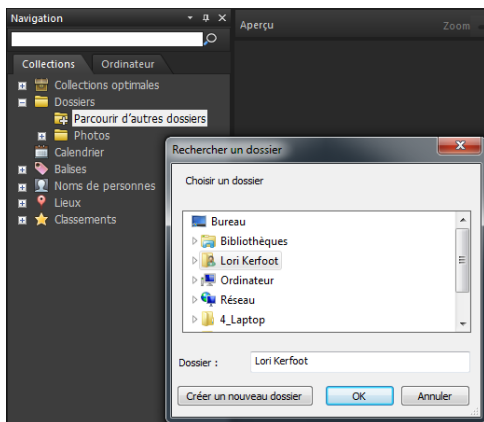 Navigation
Aperçu
Zoom
Collections
Ordinateur
Collections optimales
Dossiers
Parcourir d'autres dossiers
Photos
Calendrier
Balises
Noms de personnes
Lieux
Classements
Rechercher un dossier
Choisir un dossier
Bureau
Bibliothèques
Lori Kerfoot
Ordinateur
Réseau
4_Laptop
Dossier :
Lori Kerfoot
Créer un nouveau dossier
OK
Annuler